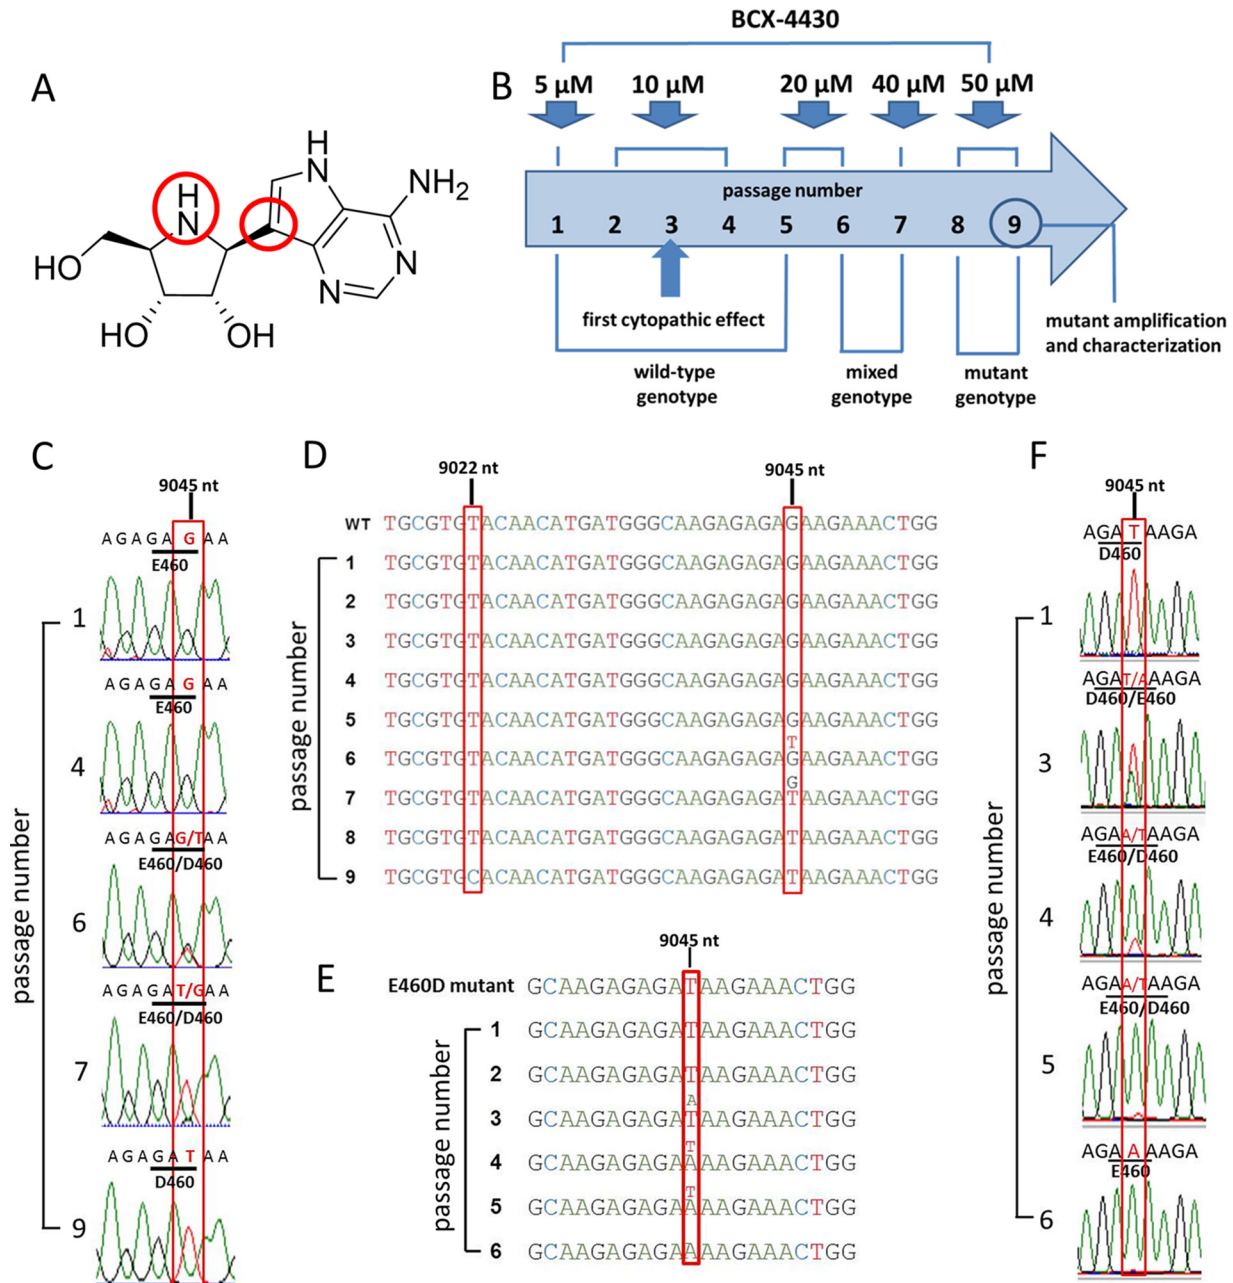 A
H
N
NH2
H
N
HO
N
N
HO
OH
B
BCX-4430
5 µM 10 µM 20 µM 40 µM 50 µM
passage number
1 2 3 4 5 6 7 8 9
first cytopathic effect
mutant amplification
and characterization
wild-type
genotype
mixed
genotype
mutant
genotype
C
9045 nt
AGAGAGAA
E460
1
AGAGAGAA
E460
4
AGAGAG/TAA
E460/D460
6
AGAGAT/GAA
E460/D460
7
AGAGATAA
D460
9
passage number
D
9022 nt
9045 nt
WT TGCGTGTACAACATGATGGGCAAGAGAGAGAAGAAACTGG
1 TGCGTGTACAACATGATGGGCAAGAGAGAGAAGAAACTGG
2 TGCGTGTACAACATGATGGGCAAGAGAGAGAAGAAACTGG
3 TGCGTGTACAACATGATGGGCAAGAGAGAGAAGAAACTGG
4 TGCGTGTACAACATGATGGGCAAGAGAGAGAAGAAACTGG
5 TGCGTGTACAACATGATGGGCAAGAGAGAGAAGAAACTGG
T
6 TGCGTGTACAACATGATGGGCAAGAGAGAGAAGAAACTGG
G
7 TGCGTGTACAACATGATGGGCAAGAGAGATAAGAAACTGG
8 TGCGTGTACAACATGATGGGCAAGAGAGATAAGAAACTGG
9 TGCGTGCACAACATGATGGGCAAGAGAGATAAGAAACTGG
passage number
E
9045 nt
E460D mutant GCAAGAGAGATAAGAAACTGG
1 GCAAGAGAGATAAGAAACTGG
2 GCAAGAGAGATAAGAAACTGG
A
3 GCAAGAGAGATAAGAAACTGG
T
4 GCAAGAGAGAAAAGAAACTGG
T
5 GCAAGAGAGAAAAGAAACTGG
6 GCAAGAGAGAAAAGAAACTGG
passage number
F
9045 nt
AGATAAGA
D460
1
AGAT/AAAGA
D460/E460
3
AGAA/TAAGA
E460/D460
4
AGAA/TAAGA
E460/D460
5
AGAAAAGA
E460
6
passage number